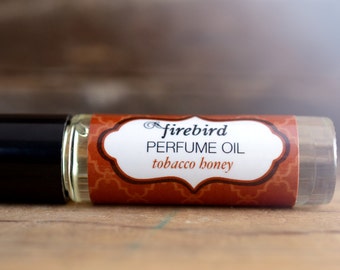 firebird
PERFUME OIL
tobacco honey